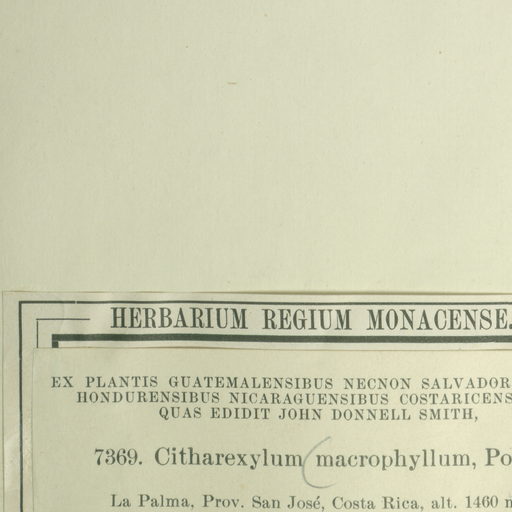 HERBARIUM REGIUM MONACENSE.
EX PLANTIS GUATEMALENSIBUS NECNON SALVADOR
HONDURENSIBUS NICARAGUENSIBUS COSTARICENS
QUAS EDIDIT JOHN DONNELL SMITH,
7369. Citharexylum macrophyllum, Po
La Palma, Prov. San José, Costa Rica, alt. 1460 m